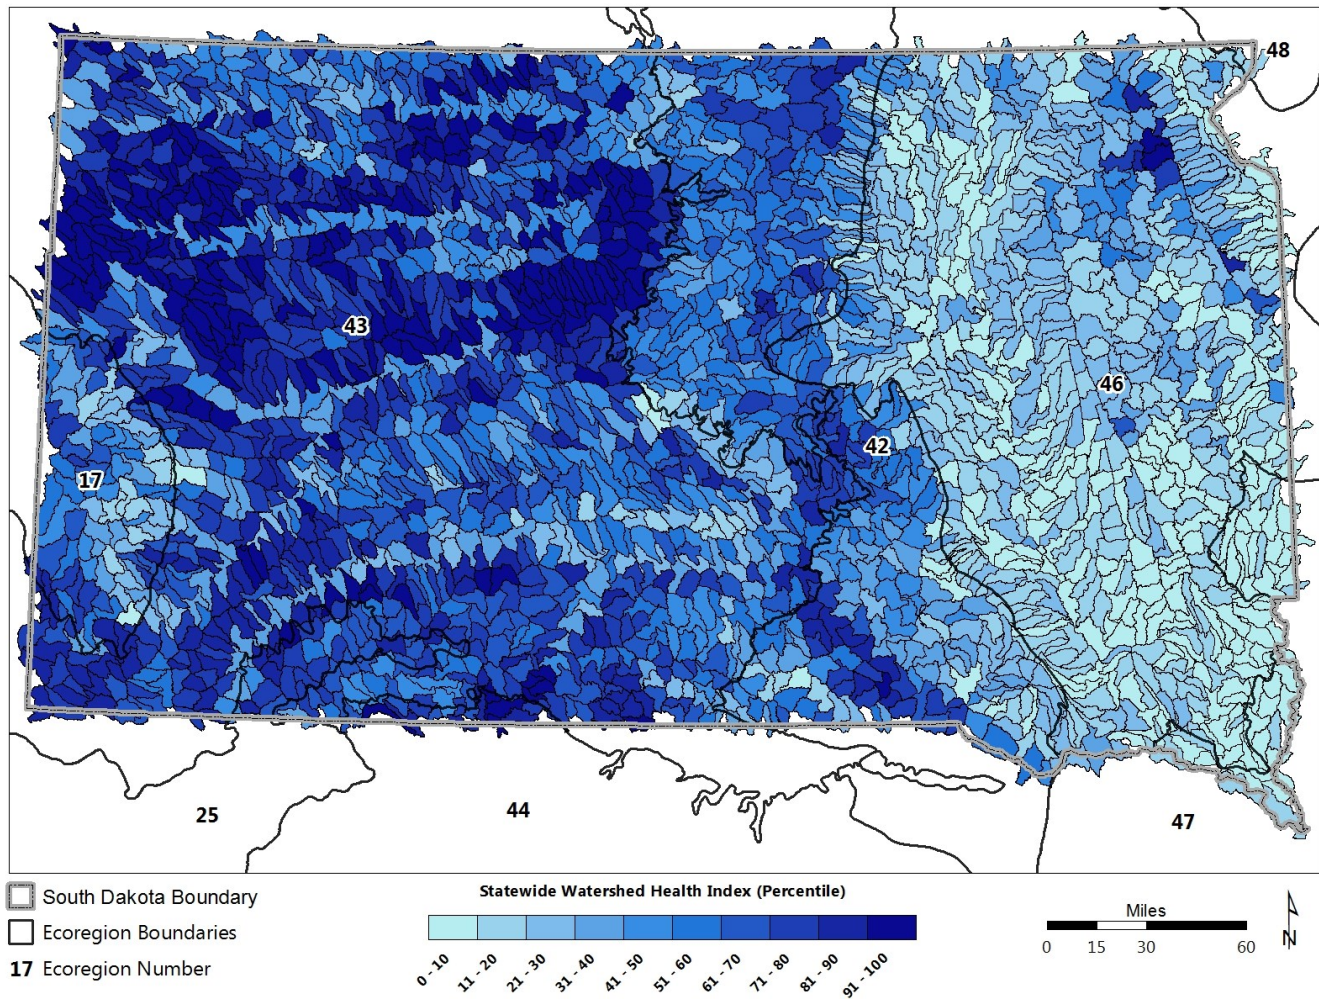 48
43
46
42
17
25
44
47
South Dakota Boundary
Ecoregion Boundaries
17 Ecoregion Number
Statewide Watershed Health Index (Percentile)
0 - 10
11 - 20
21 - 30
31 - 40
41 - 50
51 - 60
61 - 70
71 - 80
81 - 90
91 - 100
Miles
0 15 30 60
N